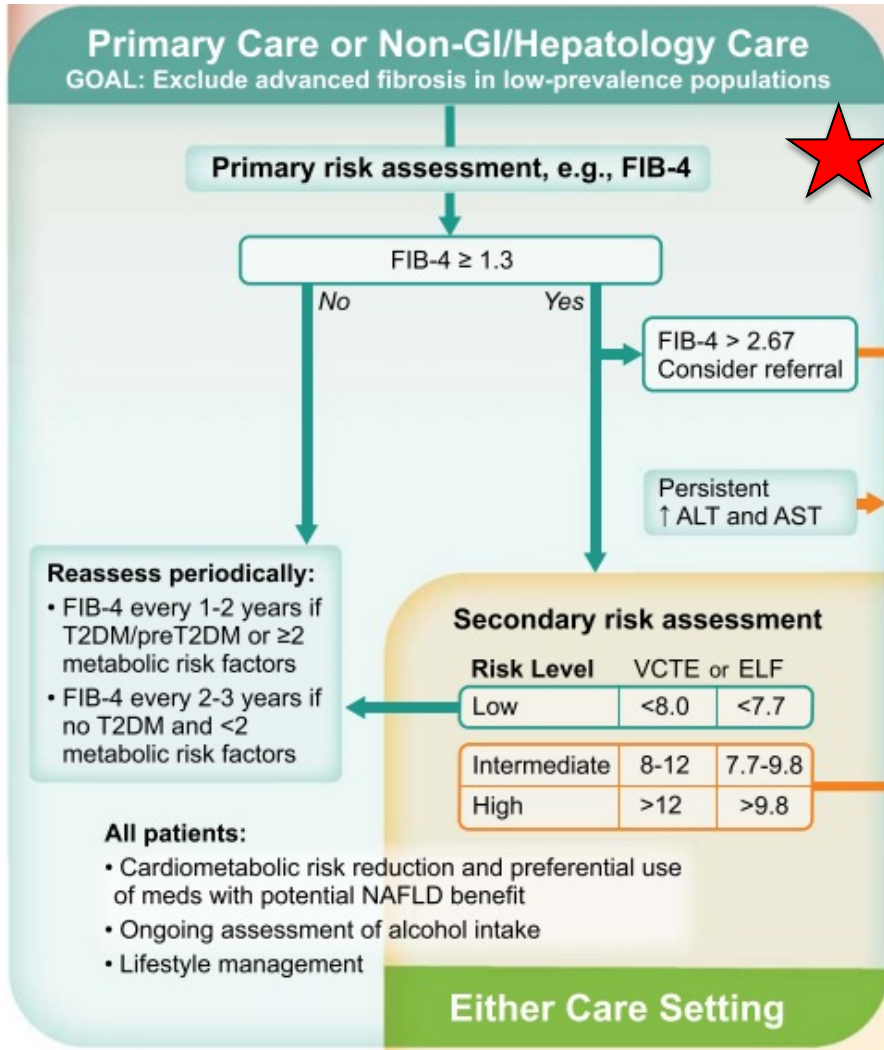 Primary Care or Non-GI/Hepatology Care
GOAL: Exclude advanced fibrosis in low-prevalence populations
Primary risk assessment, e.g., FIB-4
FIB-4 ≥ 1.3
No
Yes
FIB-4 > 2.67
Consider referral
Persistent
↑ ALT and AST
Reassess periodically:
• FIB-4 every 1-2 years if
T2DM/preT2DM or ≥2
metabolic risk factors
• FIB-4 every 2-3 years if
no T2DM and <2
metabolic risk factors
Secondary risk assessment
Risk Level VCTE or ELF
Low <8.0 <7.7
Intermediate 8-12 7.7-9.8
High >12 >9.8
All patients:
• Cardiometabolic risk reduction and preferential use
of meds with potential NAFLD benefit
• Ongoing assessment of alcohol intake
• Lifestyle management
Either Care Setting